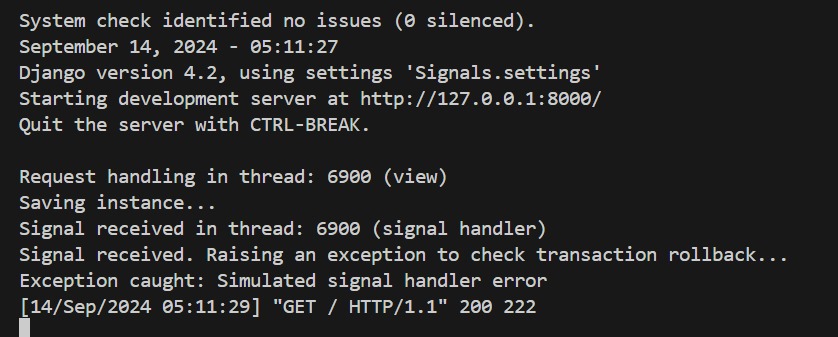 System check identified no issues (0 silenced).
September 14, 2024 - 05:11:27
Django version 4.2, using settings 'Signals.settings'
Starting development server at http://127.0.0.1:8000/
Quit the server with CTRL-BREAK.
Request handling in thread: 6900 (view)
Saving instance...
Signal received in thread: 6900 (signal handler)
Signal received. Raising an exception to check transaction rollback...
Exception caught: Simulated signal handler error
[14/Sep/2024 05:11:29] "GET / HTTP/1.1" 200 222